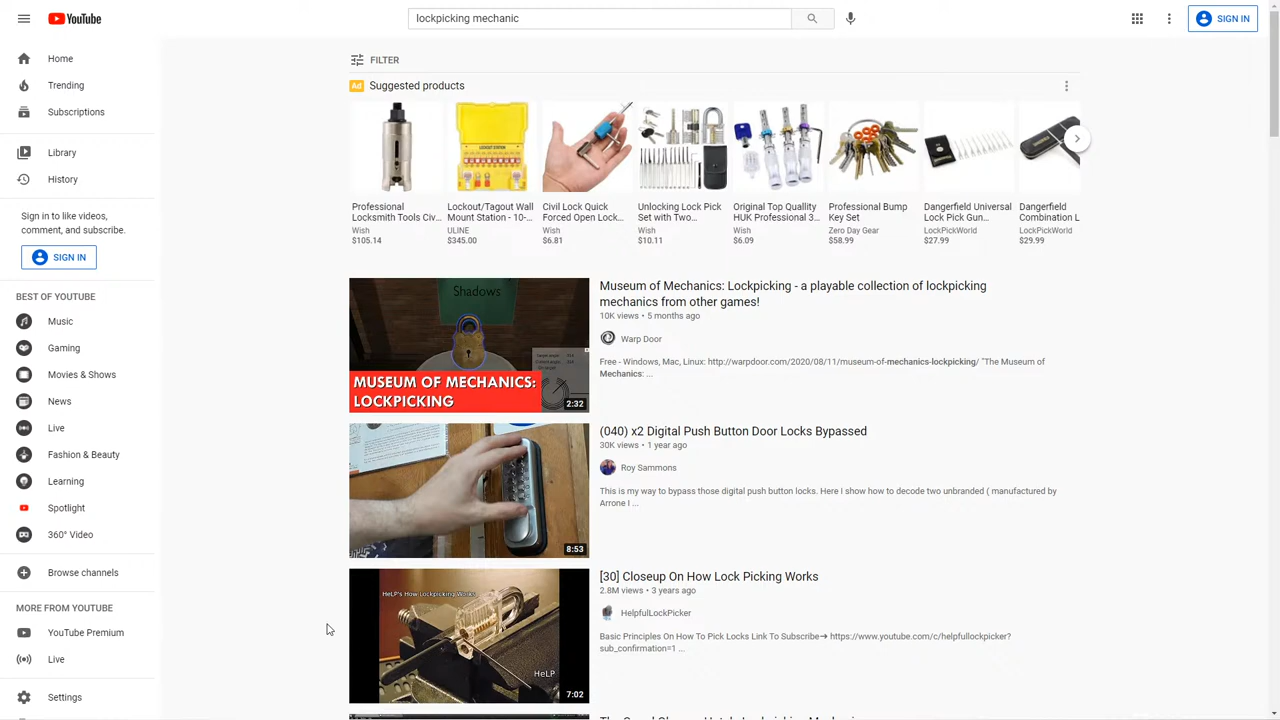 YouTube
lockpicking mechanic
SIGN IN
Home
Trending
Subscriptions
Library
History
Sign in to like videos,
comment, and subscribe.
SIGN IN
BEST OF YOUTUBE
Music
Gaming
Movies & Shows
News
Live
Fashion & Beauty
Learning
Spotlight
360° Video
Browse channels
MORE FROM YOUTUBE
YouTube Premium
Live
Settings
FILTER
Ad Suggested products
Professional
Locksmith Tools Civ...
Wish
$105.14
Lockout/Tagout Wall
Mount Station - 10-...
ULINE
$345.00
Civil Lock Quick
Forced Open Lock...
Wish
$6.81
Unlocking Lock Pick
Set with Two...
Wish
$10.11
Original Top Quallity
HUK Professional 3...
Wish
$6.09
Professional Bump
Key Set
Zero Day Gear
$58.99
Dangerfield Universal
Lock Pick Gun...
LockPickWorld
$27.99
Dangerfield
Combination L
LockPickWorld
$29.99
Shadows
MUSEUM OF MECHANICS:
LOCKPICKING
2:32
Museum of Mechanics: Lockpicking - a playable collection of lockpicking
mechanics from other games!
10K views • 5 months ago
Warp Door
Free - Windows, Mac, Linux: http://warpdoor.com/2020/08/11/museum-of-mechanics-lockpicking/ "The Museum of
Mechanics: ...
8:53
(040) x2 Digital Push Button Door Locks Bypassed
30K views • 1 year ago
Roy Sammons
This is my way to bypass those digital push button locks. Here I show how to decode two unbranded ( manufactured by
Arrone I ...
HeLP's How Lockpicking Works
HeLP
7:02
[30] Closeup On How Lock Picking Works
2.8M views • 3 years ago
HelpfulLockPicker
Basic Principles On How To Pick Locks Link To Subscribe➔ https://www.youtube.com/c/helpfullockpicker?
sub_confirmation=1 ...